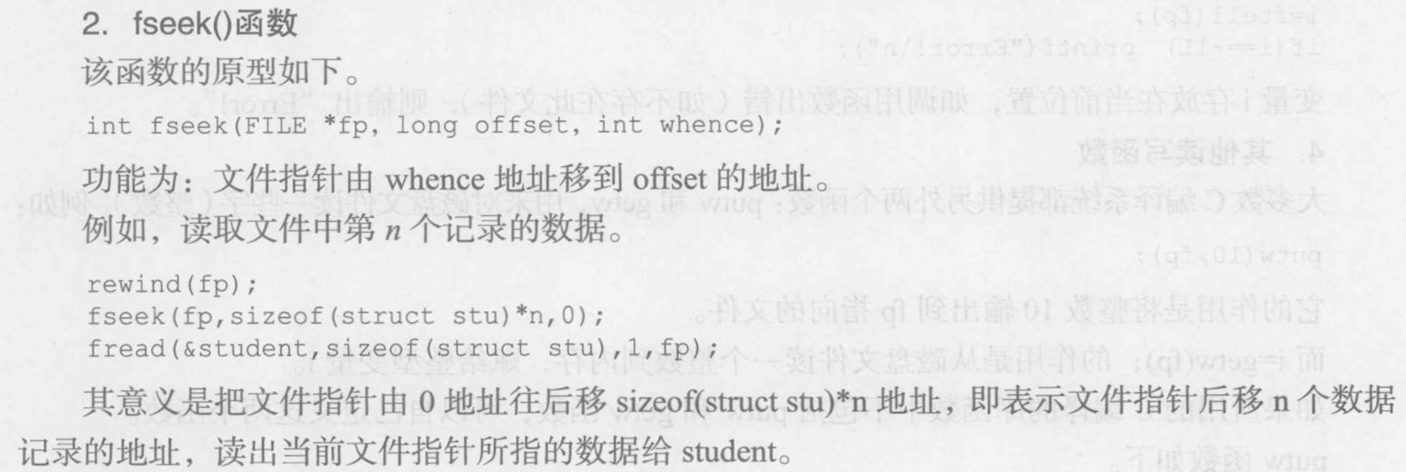 2. fseek()函数
该函数的原型如下。
int fseek(FILE *fp, long offset, int whence);
功能为：文件指针由 whence 地址移到 offset 的地址。
例如，读取文件中第 n 个记录的数据。
rewind(fp);
fseek(fp,sizeof(struct stu)*n,0);
fread(&student,sizeof(struct stu),1,fp);
其意义是把文件指针由 0 地址往后移 sizeof(struct stu)*n 地址，即表示文件指针后移 n 个数据
记录的地址，读出当前文件指针所指的数据给 student。